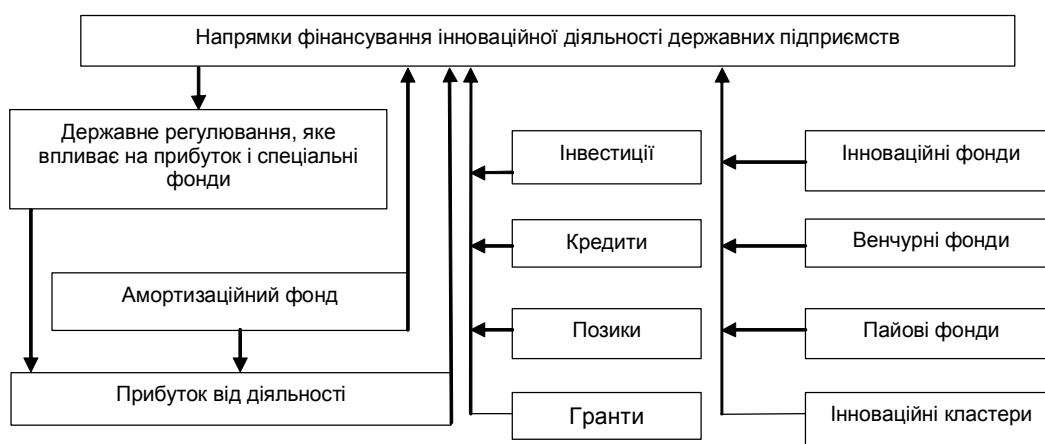 Напрямки фінансування інноваційної діяльності державних підприємств
Державне регулювання, яке
впливає на прибуток і спеціальні
фонди
Амортизаційний фонд
Прибуток від діяльності
Інвестиції
Кредити
Позики
Гранти
Інноваційні фонди
Венчурні фонди
Пайові фонди
Інноваційні кластери